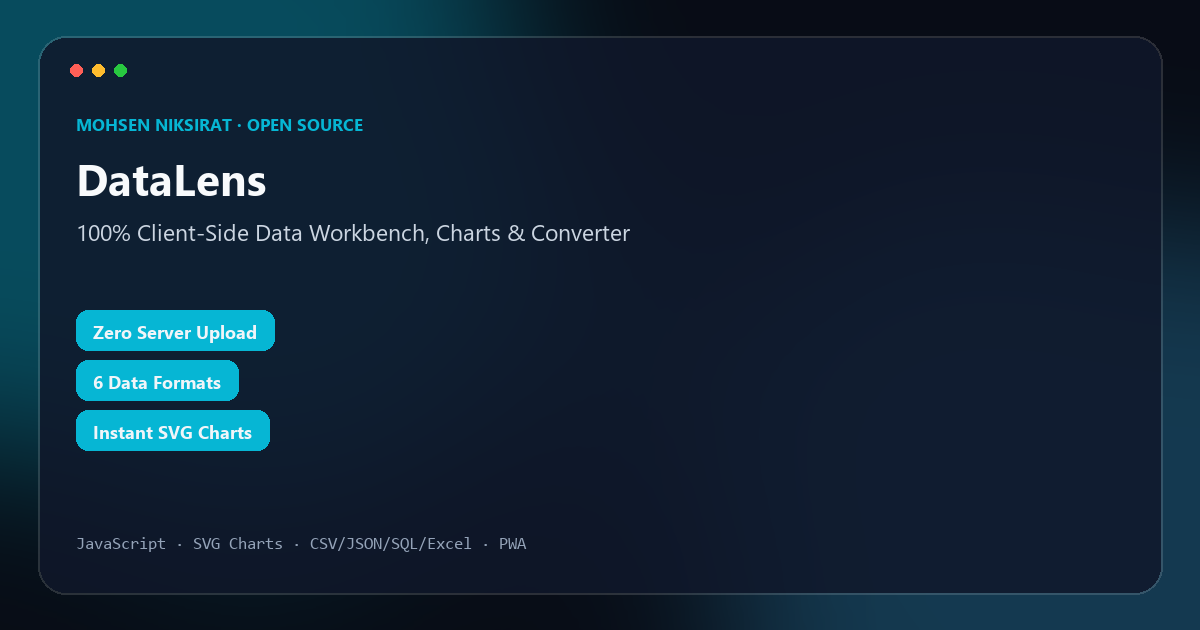 MOHSEN NIKSIRAT · OPEN SOURCE
DataLens
100% Client-Side Data Workbench, Charts & Converter
Zero Server Upload
6 Data Formats
Instant SVG Charts
JavaScript · SVG Charts · CSV/JSON/SQL/Excel · PWA